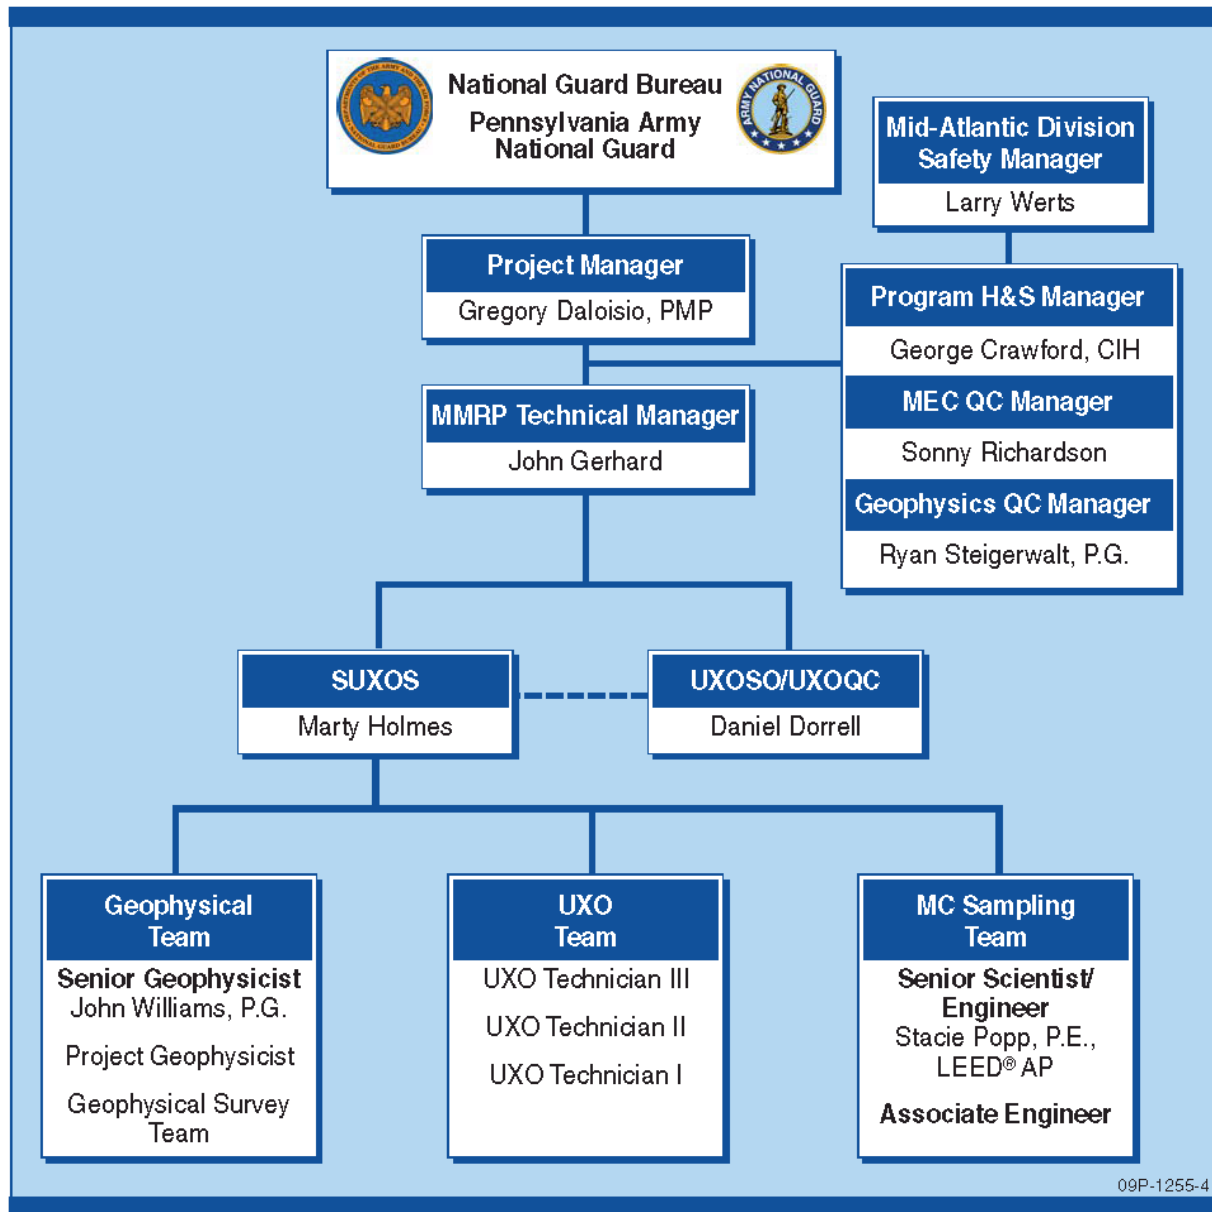 National Guard Bureau
Pennsylvania Army
National Guard
ARMY NATIONAL GUARD
Mid-Atlantic Division
Safety Manager
Larry Werts
Project Manager
Gregory Daloisio, PMP
Program H&S Manager
George Crawford, CIH
MEC QC Manager
Sonny Richardson
Geophysics QC Manager
Ryan Steigerwalt, P.G.
MMRP Technical Manager
John Gerhard
SUXOS
Marty Holmes
UXOSO/UXOQC
Daniel Dorrell
Geophysical
Team
Senior Geophysicist
John Williams, P.G.
Project Geophysicist
Geophysical Survey
Team
UXO
Team
UXO Technician III
UXO Technician II
UXO Technician I
MC Sampling
Team
Senior Scientist/
Engineer
Stacie Popp, P.E.,
LEED® AP
Associate Engineer
09P-1255-4